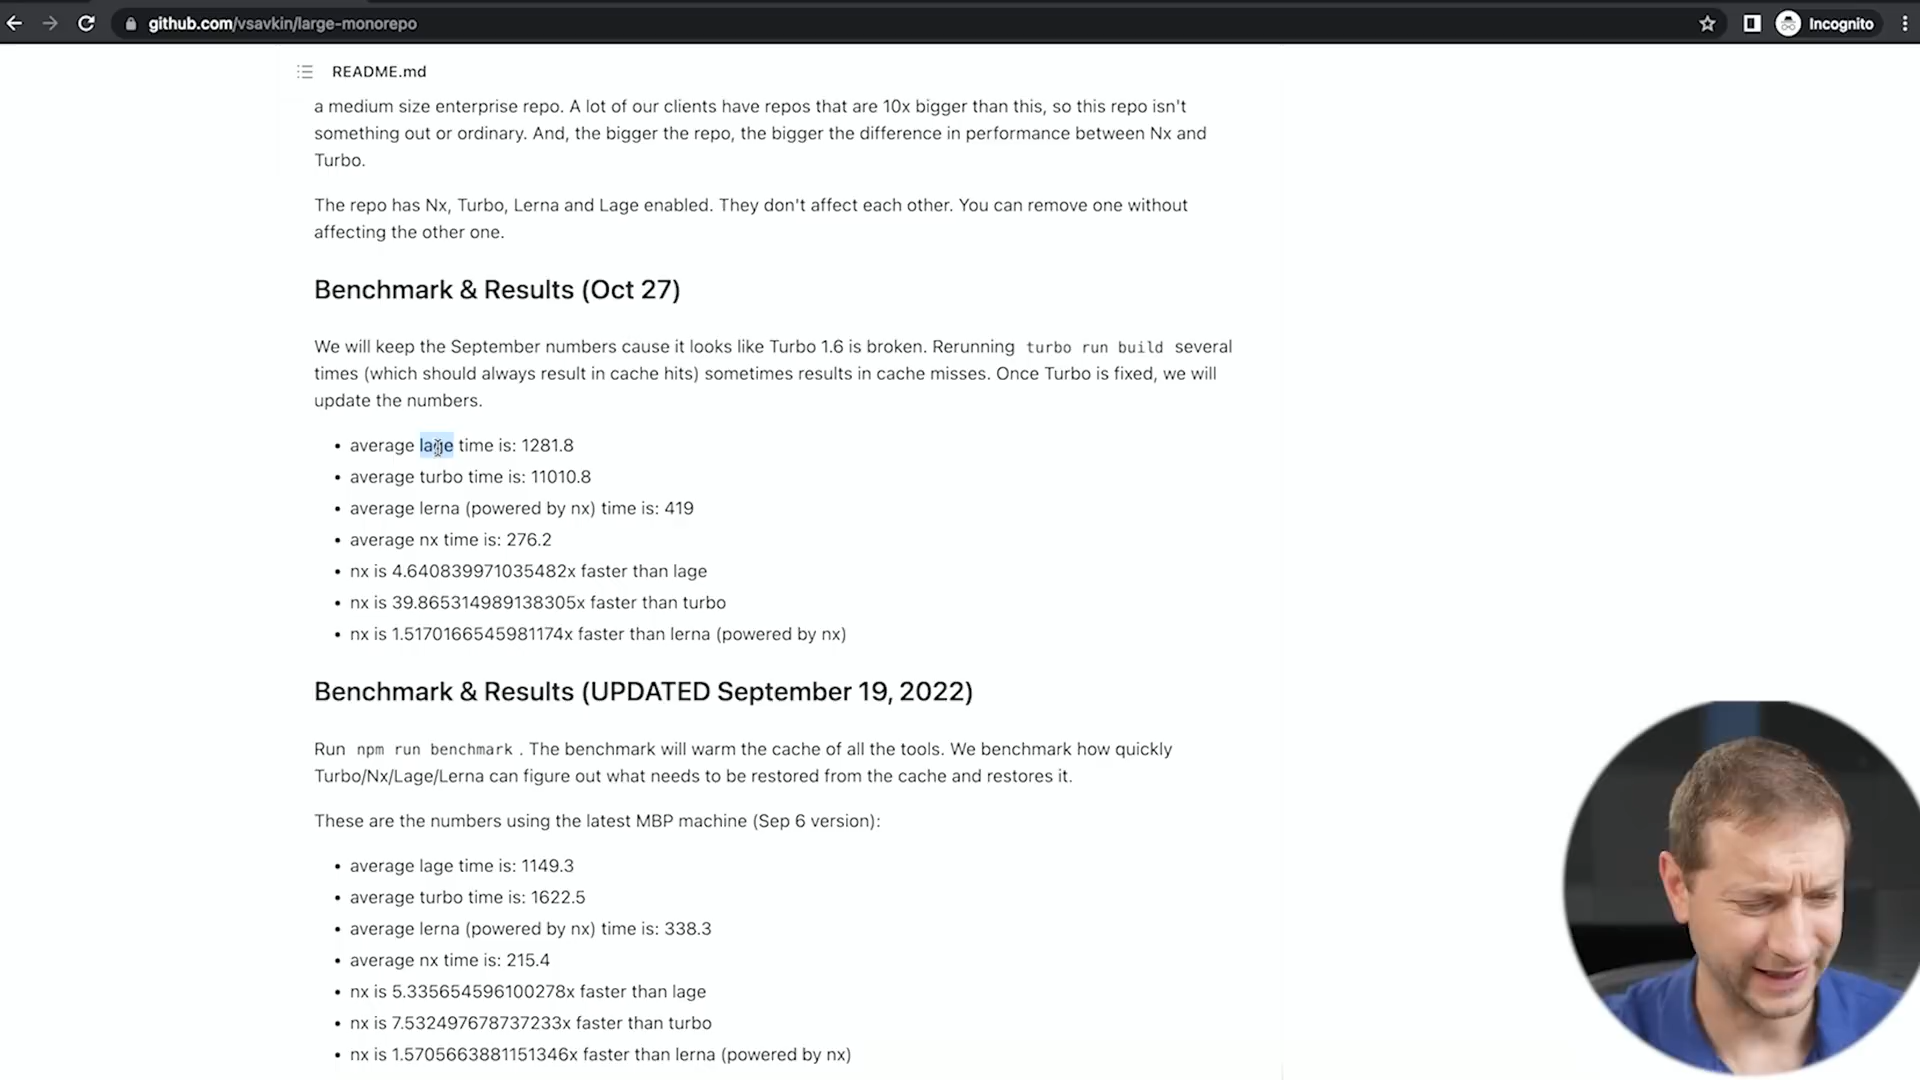 github.com/vsavkin/large-monorepo
Incognito
README.md
a medium size enterprise repo. A lot of our clients have repos that are 10x bigger than this, so this repo isn't
something out or ordinary. And, the bigger the repo, the bigger the difference in performance between Nx and
Turbo.
The repo has Nx, Turbo, Lerna and Lage enabled. They don't affect each other. You can remove one without
affecting the other one.
Benchmark & Results (Oct 27)
We will keep the September numbers cause it looks like Turbo 1.6 is broken. Rerunning turbo run build several
times (which should always result in cache hits) sometimes results in cache misses. Once Turbo is fixed, we will
update the numbers.
• average lage time is: 1281.8
• average turbo time is: 11010.8
• average lerna (powered by nx) time is: 419
• average nx time is: 276.2
• nx is 4.640839971035482x faster than lage
• nx is 39.865314989138305x faster than turbo
• nx is 1.5170166545981174x faster than lerna (powered by nx)
Benchmark & Results (UPDATED September 19, 2022)
Run npm run benchmark . The benchmark will warm the cache of all the tools. We benchmark how quickly
Turbo/Nx/Lage/Lerna can figure out what needs to be restored from the cache and restores it.
These are the numbers using the latest MBP machine (Sep 6 version):
• average lage time is: 1149.3
• average turbo time is: 1622.5
• average lerna (powered by nx) time is: 338.3
• average nx time is: 215.4
• nx is 5.335654596100278x faster than lage
• nx is 7.532497678737233x faster than turbo
• nx is 1.5705663881151346x faster than lerna (powered by nx)